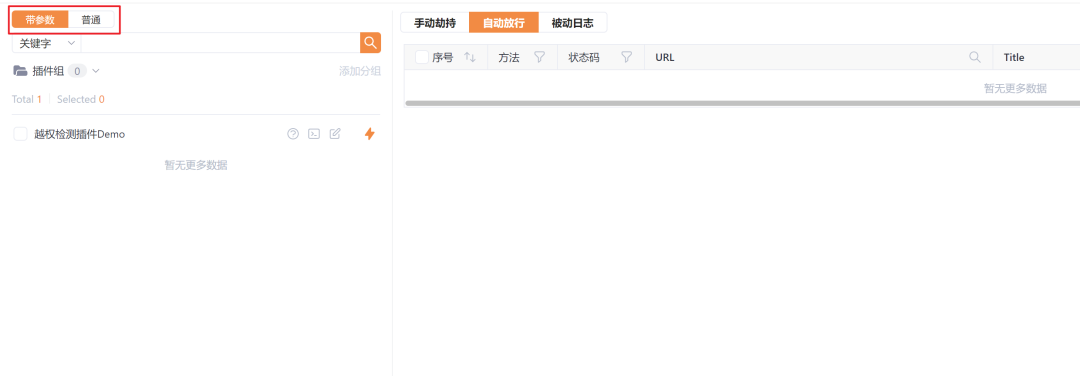 带参数 普通
关键字
插件组 0 添加分组
Total 1 Selected 0
越权检测插件Demo
暂无更多数据
手动劫持 自动放行 被动日志
序号 方法 状态码 URL Title
暂无更多数据